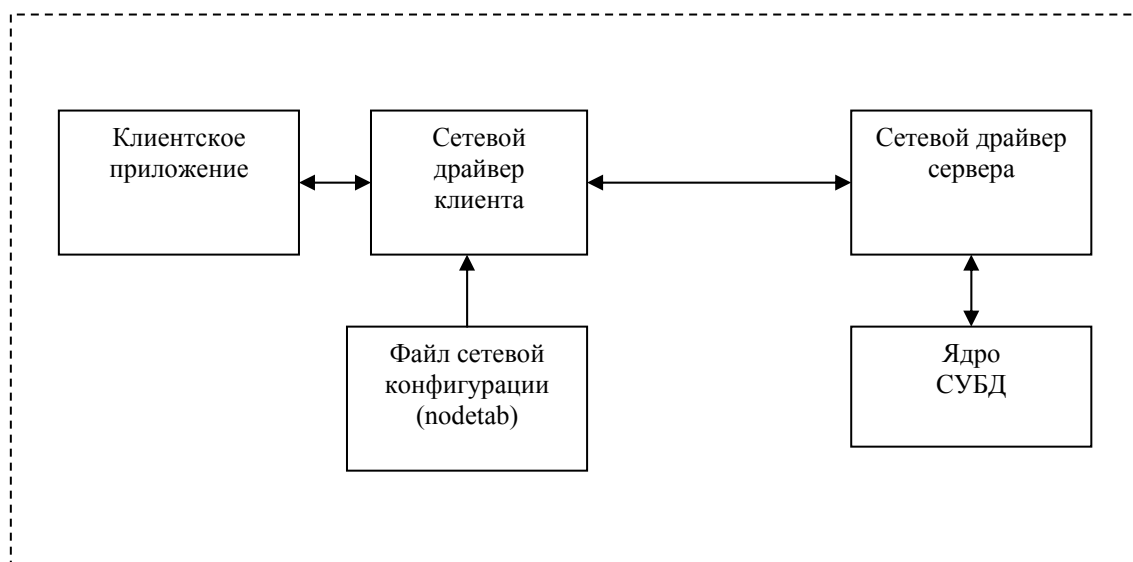 Клиентское
приложение
Сетевой
драйвер
клиента
Сетевой драйвер
сервера
Файл сетевой
конфигурации
(nodetab)
Ядро
СУБД